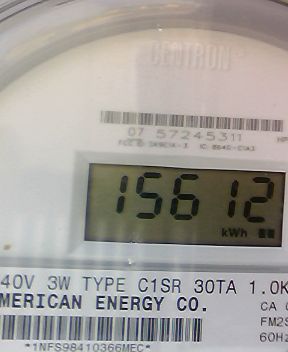 CENTRON
07 57245311
15612
kWh
40V 3W TYPE C1SR 30TA 1.0K
MERICAN ENERGY CO.
CA
FM2S
60Hz
*1NFS98410366MEC*